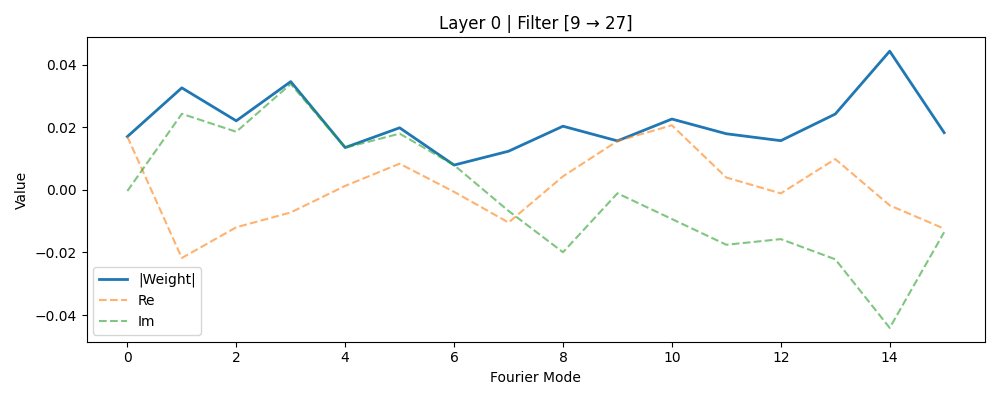 Layer 0 | Filter [9 → 27]
Value
0.04
0.02
0.00
−0.02
−0.04
|Weight|
Re
Im
0 2 4 6 8 10 12 14
Fourier Mode